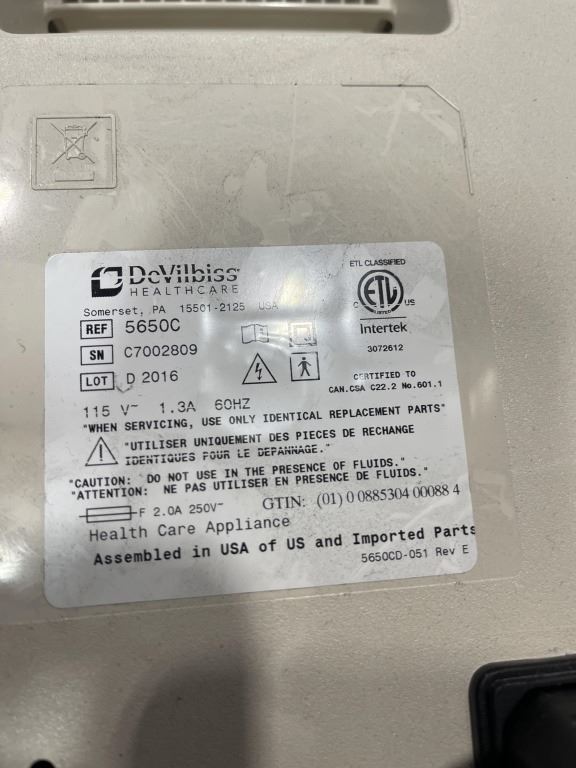 DeVilbiss
HEALTHCARE
Somerset, PA 15501-2125 USA
REF 5650C
SN C7002809
LOT D 2016
ETL CLASSIFIED
C ETL US
LISTED
Intertek
3072612
CERTIFIED TO
CAN.CSA C22.2 No.601.1
115 V~ 1.3A 60HZ
"WHEN SERVICING, USE ONLY IDENTICAL REPLACEMENT PARTS"
"UTILISER UNIQUEMENT DES PIECES DE RECHANGE
IDENTIQUES POUR LE DEPANNAGE."
"CAUTION: DO NOT USE IN THE PRESENCE OF FLUIDS."
"ATTENTION: NE PAS UTILISER EN PRESENCE DE FLUIDS."
F 2.0A 250V~ GTIN: (01) 0 0885304 00088 4
Health Care Appliance
Assembled in USA of US and Imported Parts
5650CD-051 Rev E